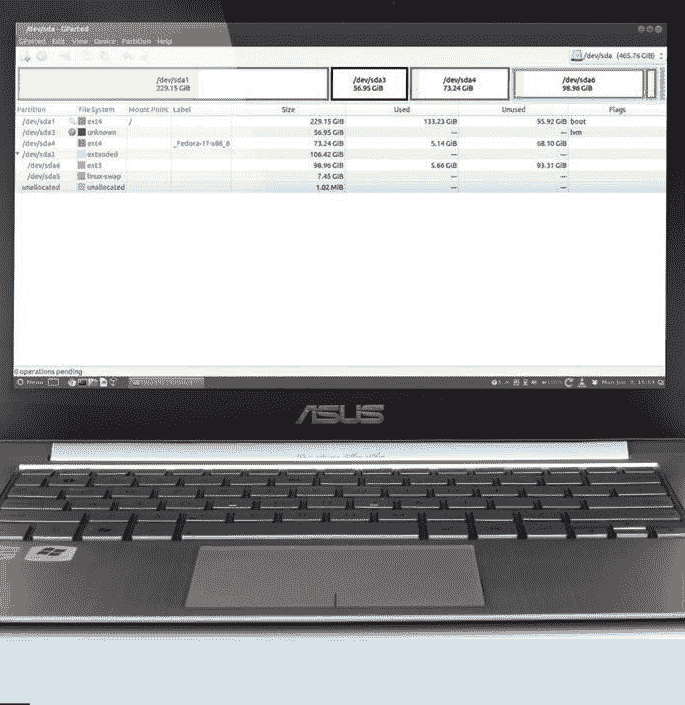 /dev/sda - GParted
GParted Edit View Device Partition Help
/dev/sda (465.76 GiB)
/dev/sda1
229.15 GiB
/dev/sda3
56.95 GiB
/dev/sda4
73.24 GiB
/dev/sda6
98.96 GiB
Partition File System Mount Point Label Size Used Unused Flags
/dev/sda1 ext4 / 229.15 GiB 133.23 GiB 95.92 GiB boot
/dev/sda3 unknown 56.95 GiB --- --- lvm
/dev/sda4 ext4 _Fedora-17-x86_6 73.24 GiB 5.14 GiB 68.10 GiB
/dev/sda2 extended 106.42 GiB --- ---
/dev/sda6 ext3 98.96 GiB 5.66 GiB 93.31 GiB
/dev/sda5 linux-swap 7.45 GiB --- ---
unallocated unallocated 1.02 MiB --- ---
0 operations pending
Menu
ASUS